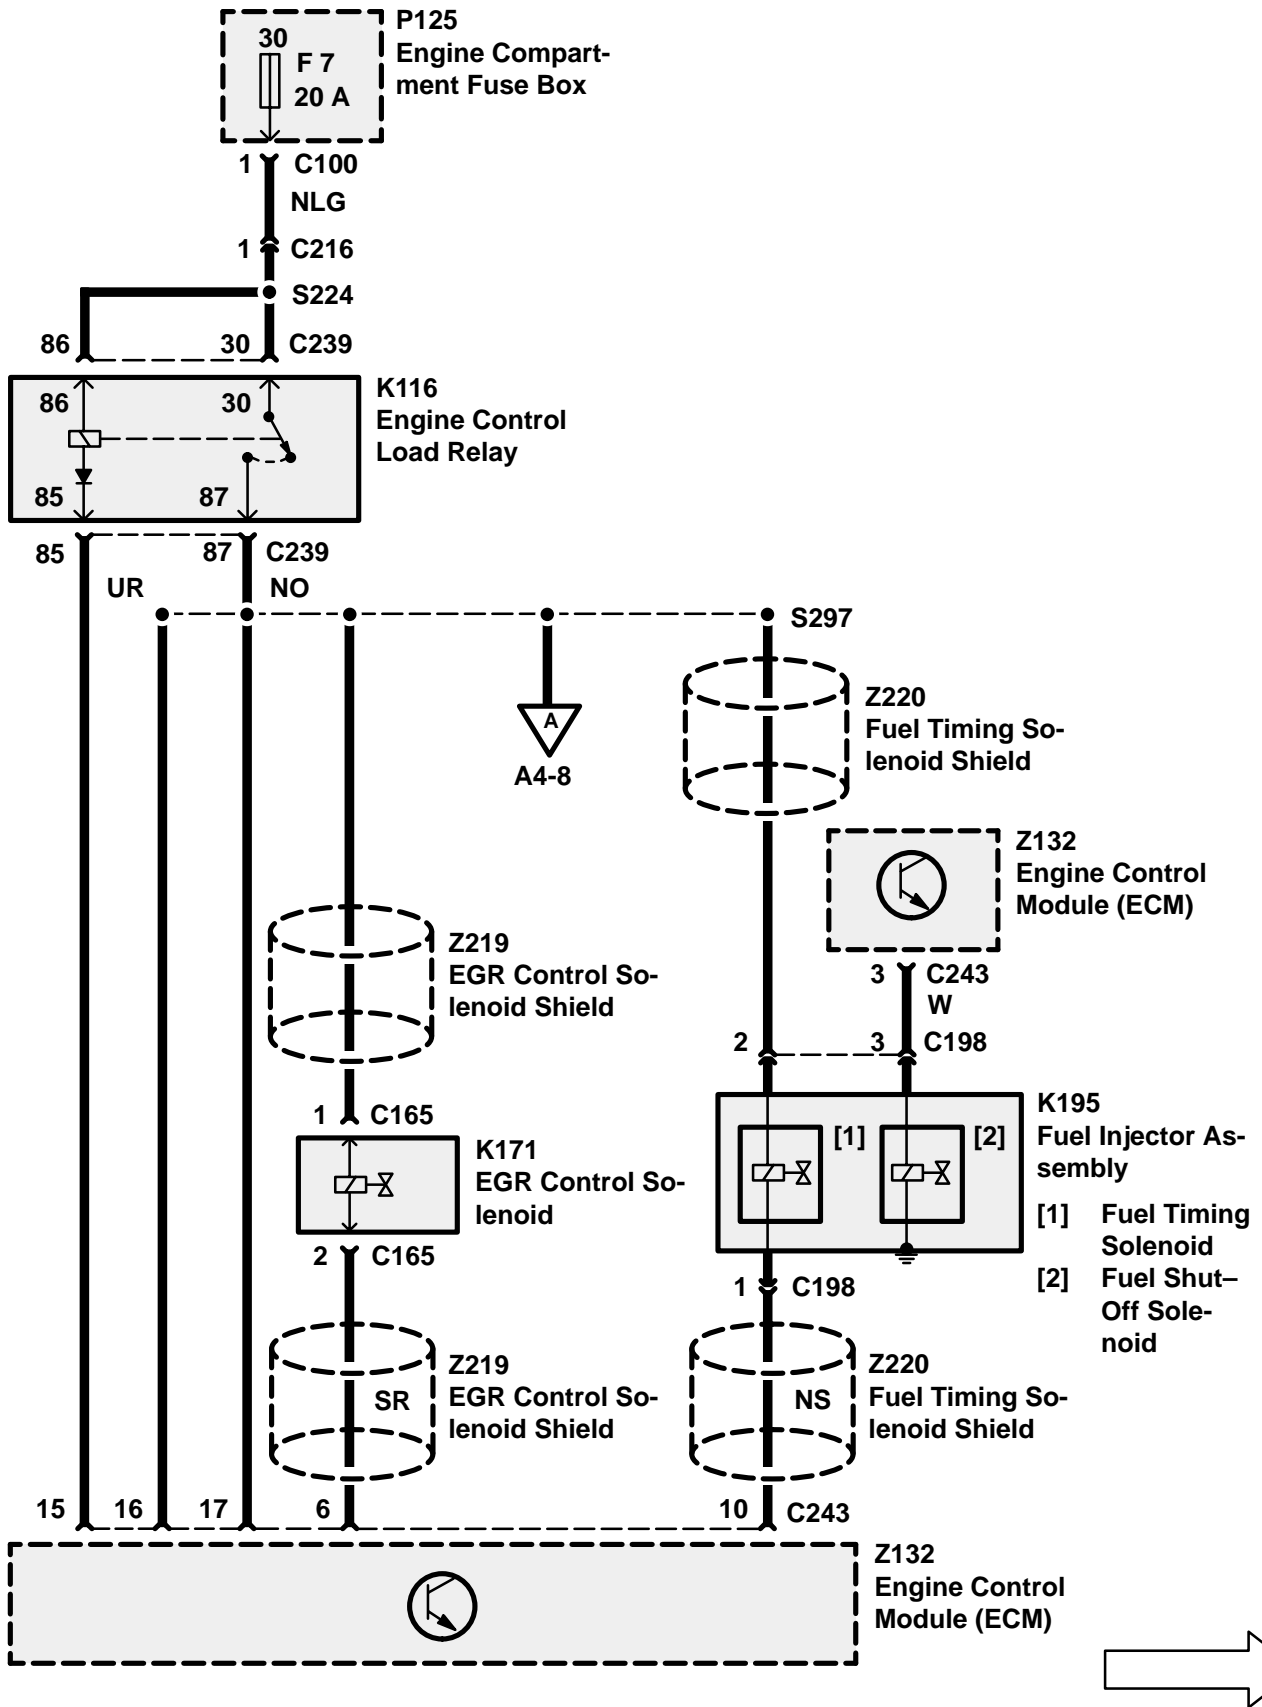 P125
30
Engine Compart-
F 7
ment Fuse Box
20 A
1 C100
NLG
1 C216
S224
86 30 C239
K116
86 30
Engine Control
Load Relay
85 87
85 87 C239
UR NO
S297
Z220
A
Fuel Timing So-
lenoid Shield
A4-8
Z132
Engine Control
Module (ECM)
Z219
EGR Control So-
lenoid Shield
3 C243
W
2 3 C198
K195
1 C165
Fuel Injector As-
sembly
[1] [2]
K171
EGR Control So-
lenoid
[1] Fuel Timing
Solenoid
2 C165
[2] Fuel Shut–
Off Sole-
noid
1 C198
Z219
EGR Control So-
lenoid Shield
SR
Z220
Fuel Timing So-
lenoid Shield
NS
15 16 17 6 10 C243
Z132
Engine Control
Module (ECM)